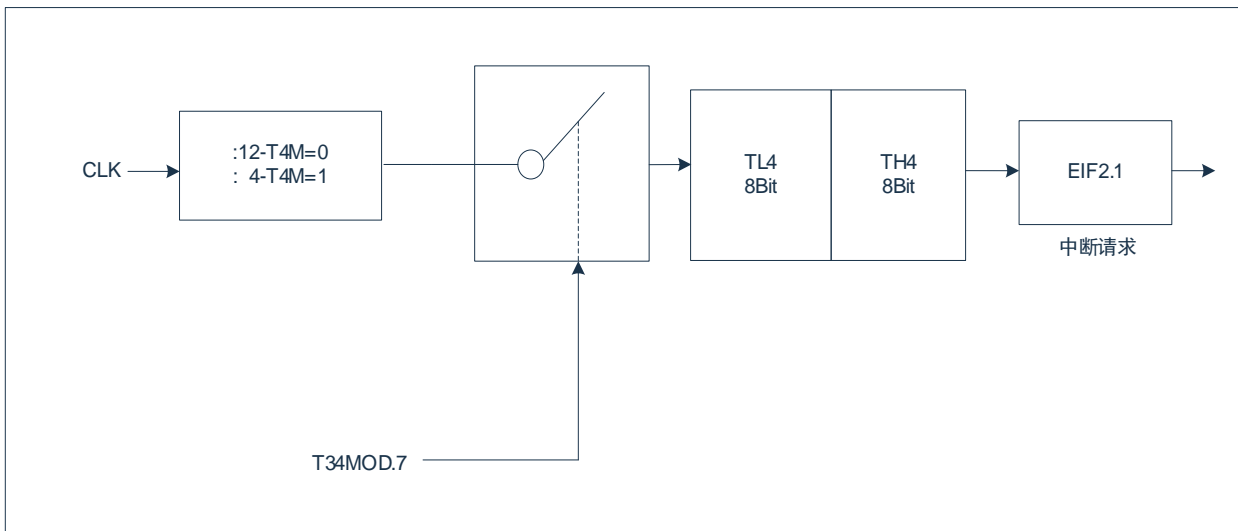 CLK
:12-T4M=0
: 4-T4M=1
TL4
8Bit
TH4
8Bit
EIF2.1
中断请求
T34MOD.7